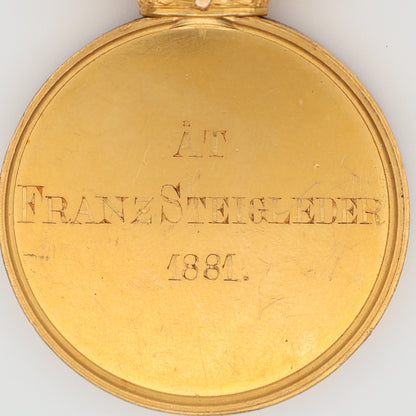 ÅT
FRANZ STEIGLEDER
1881.